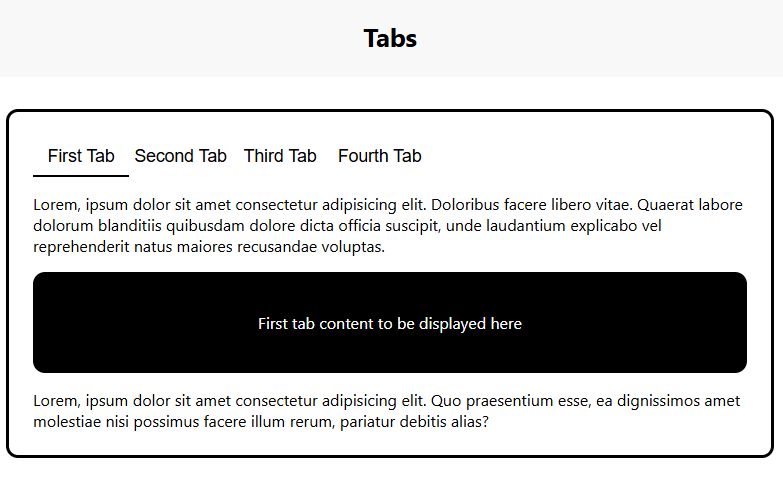 Tabs
First Tab Second Tab Third Tab Fourth Tab
Lorem, ipsum dolor sit amet consectetur adipisicing elit. Doloribus facere libero vitae. Quaerat labore
dolorum blanditiis quibusdam dolore dicta officia suscipit, unde laudantium explicabo vel
reprehenderit natus maiores recusandae voluptas.
First tab content to be displayed here
Lorem, ipsum dolor sit amet consectetur adipisicing elit. Quo praesentium esse, ea dignissimos amet
molestiae nisi possimus facere illum rerum, pariatur debitis alias?